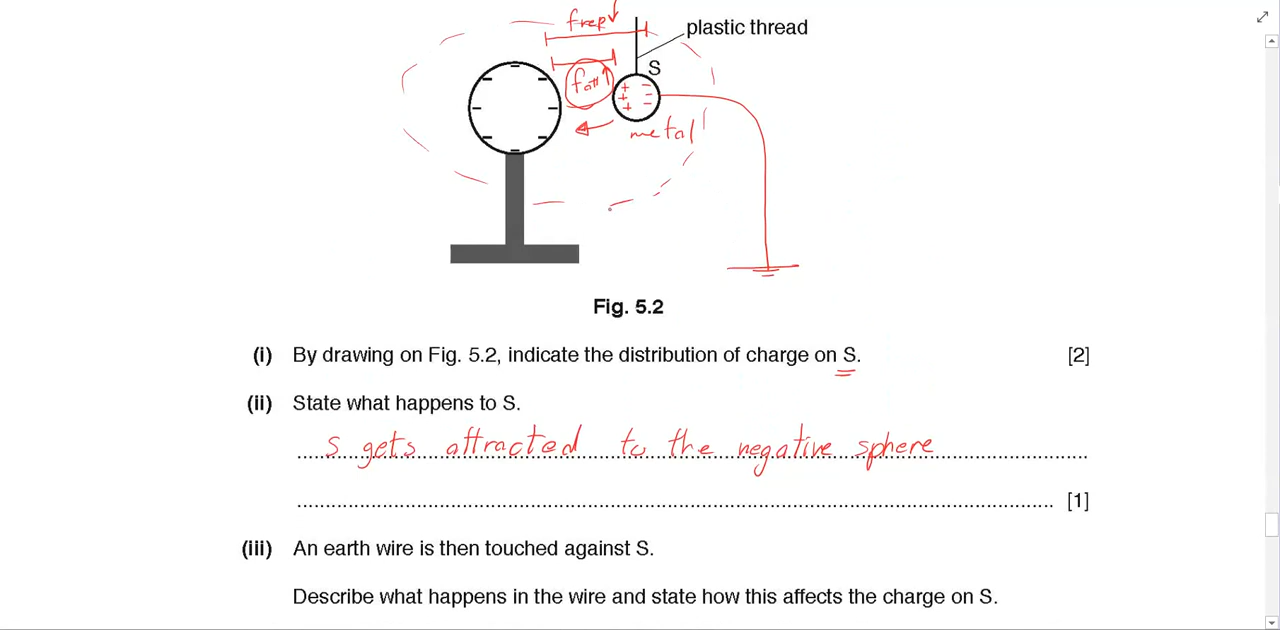 frep↓
plastic thread
S
fatt↑
metal
Fig. 5.2
(i) By drawing on Fig. 5.2, indicate the distribution of charge on S. [2]
(ii) State what happens to S.
S gets attracted to the negative sphere
[1]
(iii) An earth wire is then touched against S.
Describe what happens in the wire and state how this affects the charge on S.